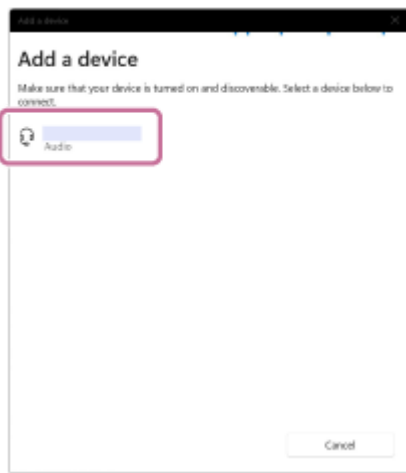 Add a device
Add a device
Make sure that your device is turned on and discoverable. Select a device below to
connect.
Audio
Cancel